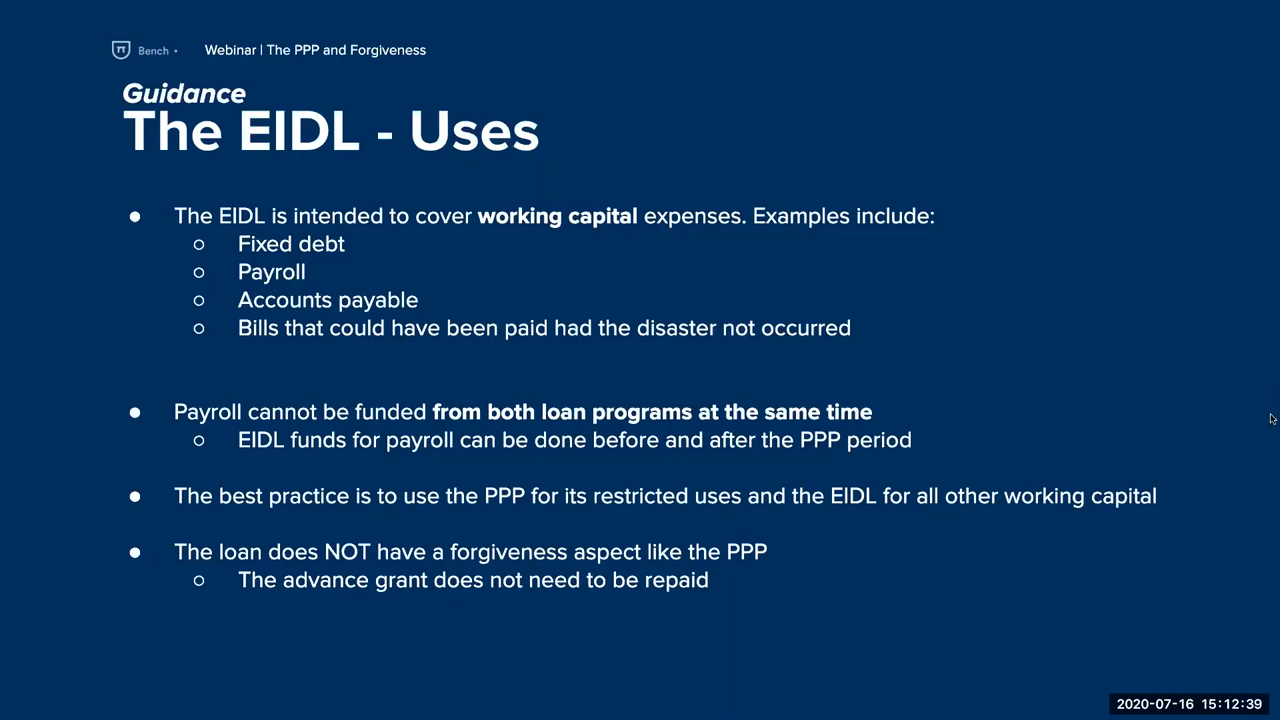 Bench •
Webinar | The PPP and Forgiveness
Guidance
The EIDL - Uses
● The EIDL is intended to cover working capital expenses. Examples include:
○ Fixed debt
○ Payroll
○ Accounts payable
○ Bills that could have been paid had the disaster not occurred
● Payroll cannot be funded from both loan programs at the same time
○ EIDL funds for payroll can be done before and after the PPP period
● The best practice is to use the PPP for its restricted uses and the EIDL for all other working capital
● The loan does NOT have a forgiveness aspect like the PPP
○ The advance grant does not need to be repaid
2020-07-16 15:12:39